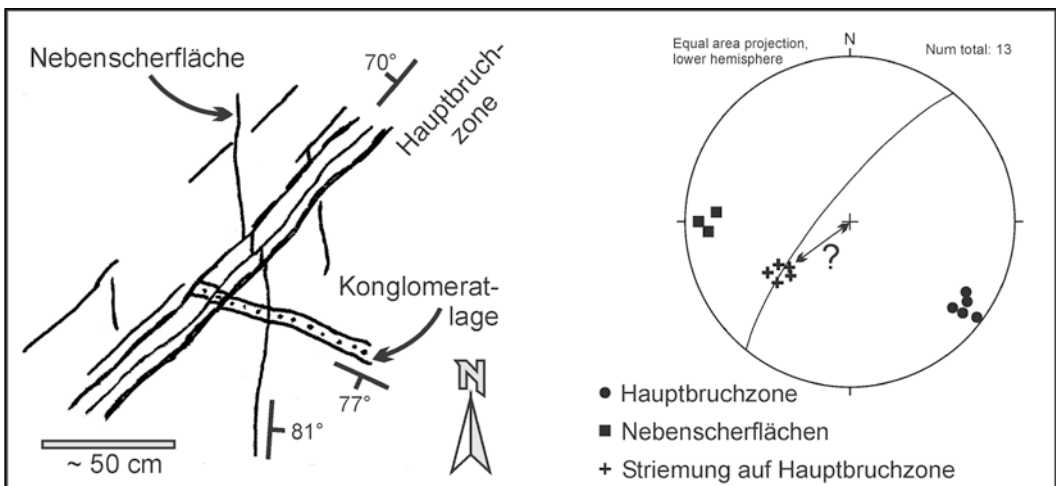 Nebenscherfläche
70°
Hauptbruch-
zone
Konglomerat-
lage
77°
81°
~ 50 cm
N
Equal area projection,
lower hemisphere
N
Num total: 13
?
Hauptbruchzone
Nebenscherflächen
Striemung auf Hauptbruchzone